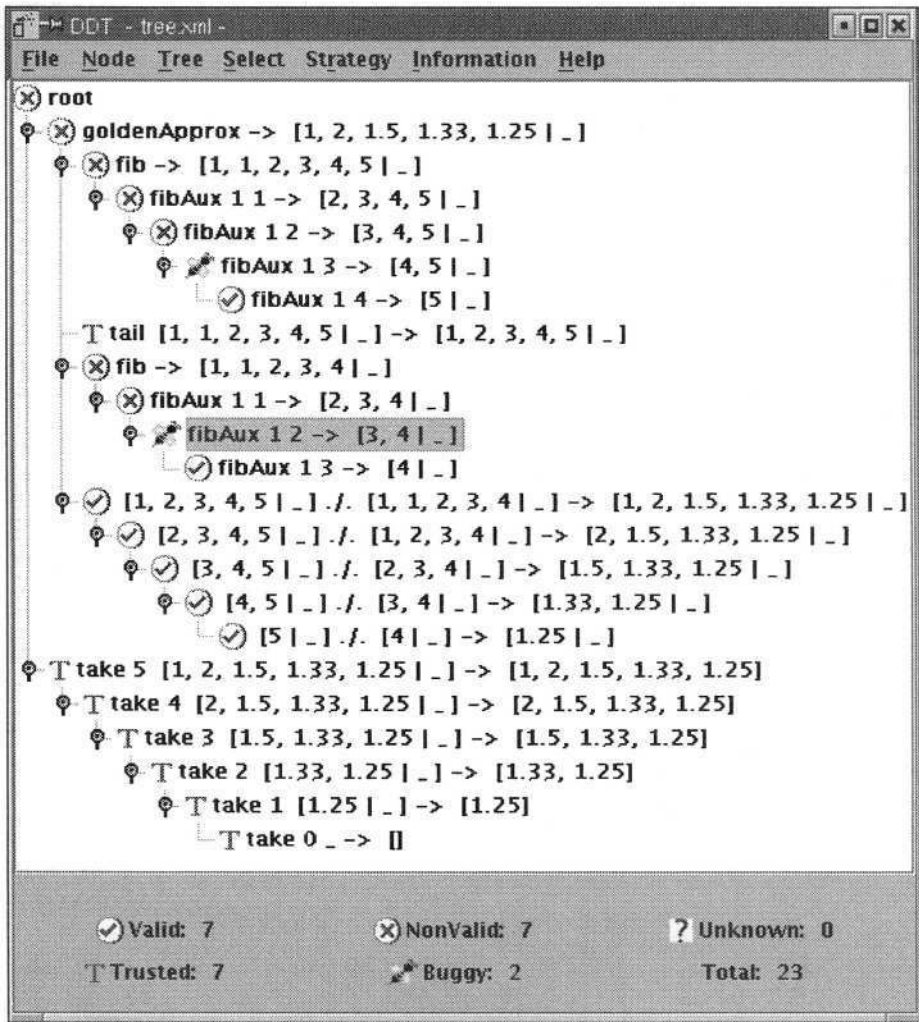 DDT - tree.xml -
File Node Tree Select Strategy Information Help
root
goldenApprox -> [1, 2, 1.5, 1.33, 1.25 | _ ]
fib -> [1, 1, 2, 3, 4, 5 | _ ]
fibAux 1 1 -> [2, 3, 4, 5 | _ ]
fibAux 1 2 -> [3, 4, 5 | _ ]
fibAux 1 3 -> [4, 5 | _ ]
fibAux 1 4 -> [5 | _ ]
T tail [1, 1, 2, 3, 4, 5 | _ ] -> [1, 2, 3, 4, 5 | _ ]
fib -> [1, 1, 2, 3, 4 | _ ]
fibAux 1 1 -> [2, 3, 4 | _ ]
fibAux 1 2 -> [3, 4 | _ ]
fibAux 1 3 -> [4 | _ ]
[1, 2, 3, 4, 5 | _ ] ./. [1, 1, 2, 3, 4 | _ ] -> [1, 2, 1.5, 1.33, 1.25 | _ ]
[2, 3, 4, 5 | _ ] ./. [1, 2, 3, 4 | _ ] -> [2, 1.5, 1.33, 1.25 | _ ]
[3, 4, 5 | _ ] ./. [2, 3, 4 | _ ] -> [1.5, 1.33, 1.25 | _ ]
[4, 5 | _ ] ./. [3, 4 | _ ] -> [1.33, 1.25 | _ ]
[5 | _ ] ./. [4 | _ ] -> [1.25 | _ ]
T take 5 [1, 2, 1.5, 1.33, 1.25 | _ ] -> [1, 2, 1.5, 1.33, 1.25]
T take 4 [2, 1.5, 1.33, 1.25 | _ ] -> [2, 1.5, 1.33, 1.25]
T take 3 [1.5, 1.33, 1.25 | _ ] -> [1.5, 1.33, 1.25]
T take 2 [1.33, 1.25 | _ ] -> [1.33, 1.25]
T take 1 [1.25 | _ ] -> [1.25]
T take 0 _ -> []
Valid: 7 NonValid: 7 ? Unknown: 0
T Trusted: 7 Buggy: 2 Total: 23